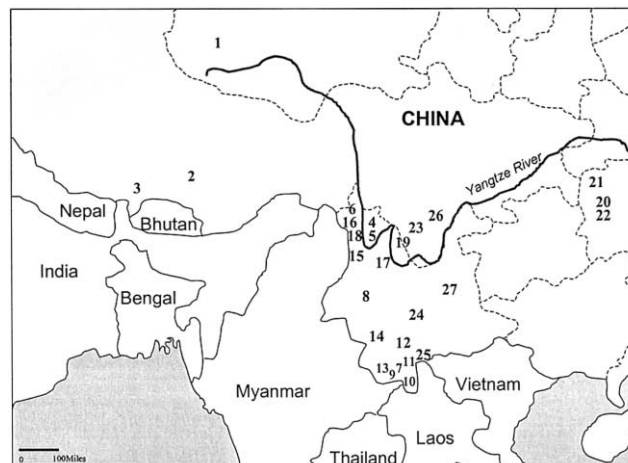 1
CHINA
Yangtze River
2
3
21
20
22
Nepal
Bhutan
6
16
4
23
26
18
5
19
15
17
India
Bengal
8
27
24
14
12
25
11
13
9
7
10
Myanmar
Vietnam
Laos
Thailand
0 100Miles